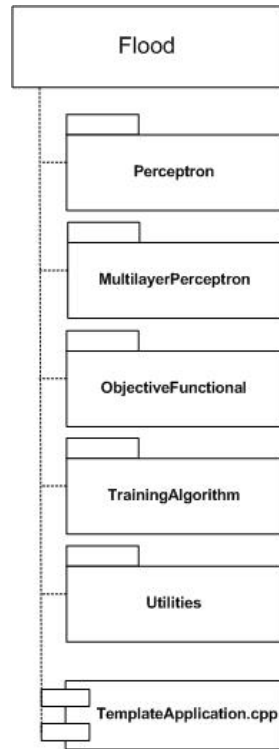 Flood
Perceptron
MultilayerPerceptron
ObjectiveFunctional
TrainingAlgorithm
Utilities
TemplateApplication.cpp